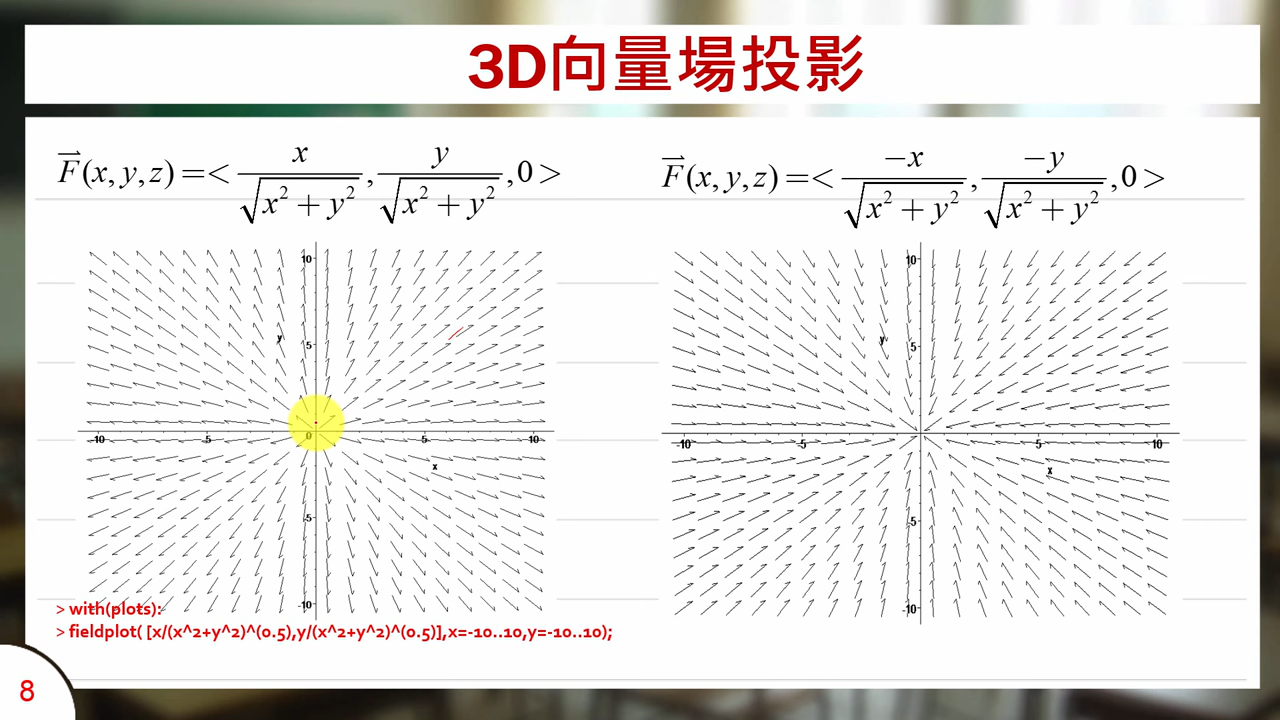 3D向量場投影
F(x, y, z) =< x/√(x² + y²), y/√(x² + y²), 0 >
F(x, y, z) =< −x/√(x² + y²), −y/√(x² + y²), 0 >
10
y
5
-10
-5
0
5
10
x
-5
-10
10
y
5
-10
-5
0
5
10
x
-5
-10
> with(plots):
> fieldplot( [x/(x^2+y^2)^(0.5),y/(x^2+y^2)^(0.5)],x=-10..10,y=-10..10);
8